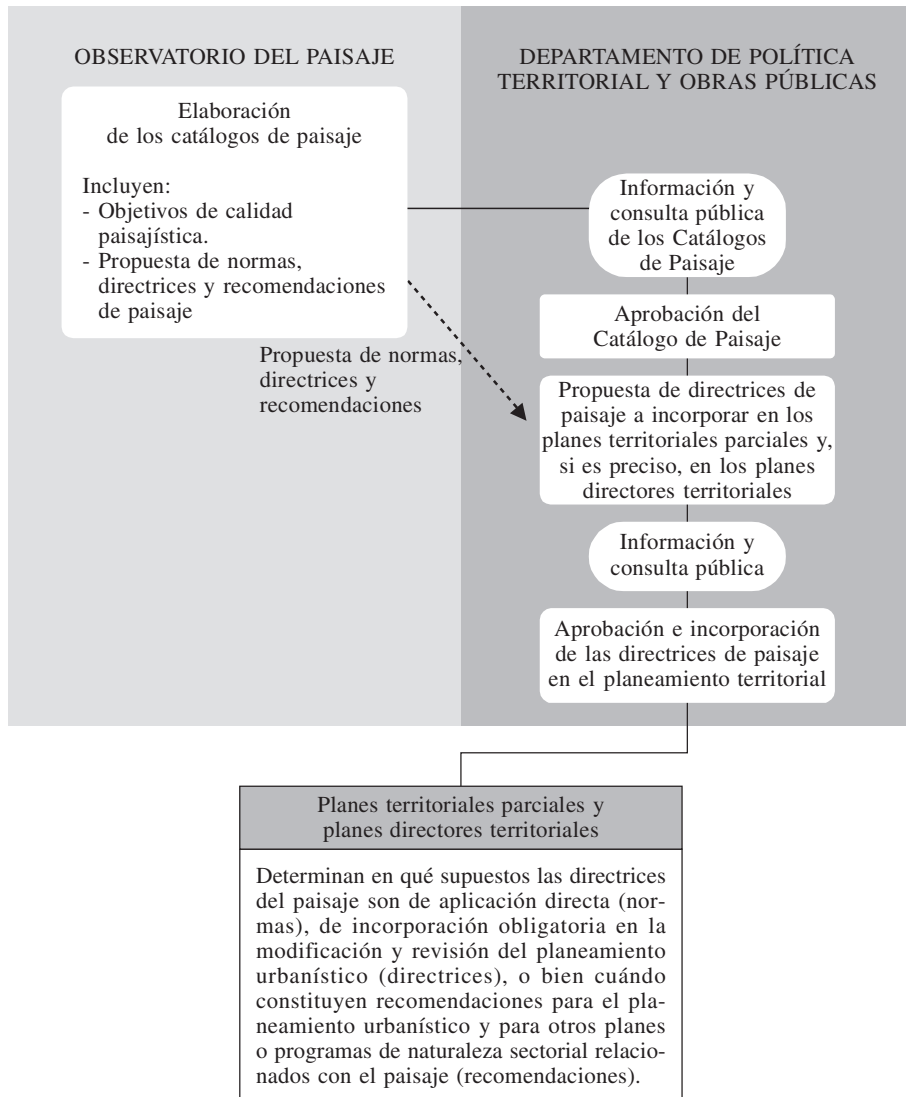 OBSERVATORIO DEL PAISAJE
Elaboración
de los catálogos de paisaje
Incluyen:
- Objetivos de calidad
paisajística.
- Propuesta de normas,
directrices y recomendaciones
de paisaje
Propuesta de normas,
directrices y
recomendaciones
DEPARTAMENTO DE POLÍTICA
TERRITORIAL Y OBRAS PÚBLICAS
Información y
consulta pública
de los Catálogos
de Paisaje
Aprobación del
Catálogo de Paisaje
Propuesta de directrices de
paisaje a incorporar en los
planes territoriales parciales y,
si es preciso, en los planes
directores territoriales
Información y
consulta pública
Aprobación e incorporación
de las directrices de paisaje
en el planeamiento territorial
Planes territoriales parciales y
planes directores territoriales
Determinan en qué supuestos las directrices
del paisaje son de aplicación directa (nor-
mas), de incorporación obligatoria en la
modificación y revisión del planeamiento
urbanístico (directrices), o bien cuándo
constituyen recomendaciones para el pla-
neamiento urbanístico y para otros planes
o programas de naturaleza sectorial relacio-
nados con el paisaje (recomendaciones).